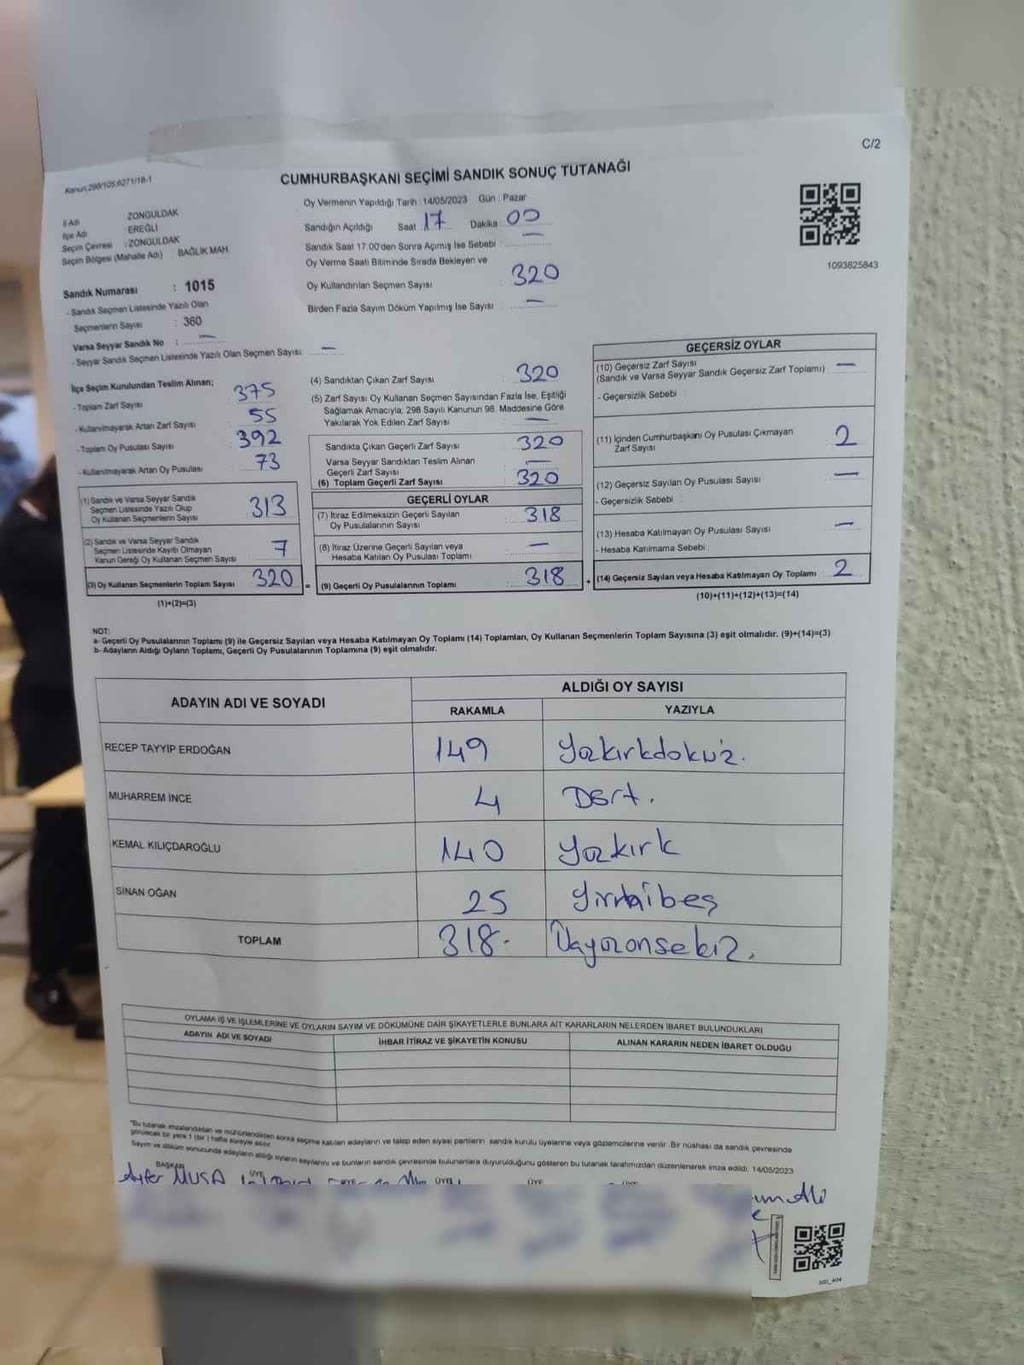 C/2
Kanun.298/105,6271/18-1
CUMHURBAŞKANI SEÇİMİ SANDIK SONUÇ TUTANAĞI
İl Adı ZONGULDAK
İlçe Adı EREĞLİ
Seçim Çevresi : ZONGULDAK
Seçim Bölgesi (Mahalle Adı) BAĞLIK MAH.
Sandık Numarası : 1015
- Sandık Seçmen Listesinde Yazılı Olan
Seçmenlerin Sayısı : 360
Varsa Seyyar Sandık No : —
- Seyyar Sandık Seçmen Listesinde Yazılı Olan Seçmen Sayısı : —
Oy Vermenin Yapıldığı Tarih : 14/05/2023 Gün : Pazar
Sandığın Açıldığı Saat 17 Dakika 00
Sandık Saat 17.00'den Sonra Açılmış İse Sebebi : —
Oy Verme Saati Bitiminde Sırada Bekleyen ve
Oy Kullandırılan Seçmen Sayısı 320
Birden Fazla Sayım Döküm Yapılmış İse Sayısı —
1093825843
İlçe Seçim Kurulundan Teslim Alınan;
- Toplam Zarf Sayısı 375
- Kullanılmayarak Artan Zarf Sayısı 55
- Toplam Oy Pusulası Sayısı 392
- Kullanılmayarak Artan Oy Pusulası 73
(1) Sandık ve Varsa Seyyar Sandık
Seçmen Listesinde Yazılı Olup
Oy Kullanan Seçmenlerin Sayısı 313
(2) Sandık ve Varsa Seyyar Sandık
Seçmen Listesinde Kayıtlı Olmayan
Kanun Gereği Oy Kullanan Seçmen Sayısı 7
(3) Oy Kullanan Seçmenlerin Toplam Sayısı 320 =
(1)+(2)=(3)
(4) Sandıktan Çıkan Zarf Sayısı : 320
(5) Zarf Sayısı Oy Kullanan Seçmen Sayısından Fazla İse, Eşitliği
Sağlamak Amacıyla; 298 Sayılı Kanunun 98. Maddesine Göre
Yakılarak Yok Edilen Zarf Sayısı : —
Sandıkta Çıkan Geçerli Zarf Sayısı 320
Varsa Seyyar Sandıktan Teslim Alınan
Geçerli Zarf Sayısı —
(6) Toplam Geçerli Zarf Sayısı 320
GEÇERLİ OYLAR
(7) İtiraz Edilmeksizin Geçerli Sayılan
Oy Pusulalarının Sayısı 318
(8) İtiraz Üzerine Geçerli Sayılan veya
Hesaba Katılan Oy Pusulası Toplamı —
(9) Geçerli Oy Pusulalarının Toplamı 318 +
GEÇERSİZ OYLAR
(10) Geçersiz Zarf Sayısı
(Sandık ve Varsa Seyyar Sandık Geçersiz Zarf Toplamı) —
- Geçersizlik Sebebi :
(11) İçinden Cumhurbaşkanı Oy Pusulası Çıkmayan
Zarf Sayısı 2
(12) Geçersiz Sayılan Oy Pusulası Sayısı —
- Geçersizlik Sebebi :
(13) Hesaba Katılmayan Oy Pusulası Sayısı —
- Hesaba Katılmama Sebebi :
(14) Geçersiz Sayılan veya Hesaba Katılmayan Oy Toplamı 2
(10)+(11)+(12)+(13)=(14)
NOT:
a- Geçerli Oy Pusulalarının Toplamı (9) ile Geçersiz Sayılan veya Hesaba Katılmayan Oy Toplamı (14) Toplamları, Oy Kullanan Seçmenlerin Toplam Sayısına (3) eşit olmalıdır. (9)+(14)=(3)
b- Adayların Aldığı Oyların Toplamı, Geçerli Oy Pusulalarının Toplamına (9) eşit olmalıdır.
ADAYIN ADI VE SOYADI ALDIĞI OY SAYISI
RAKAMLA YAZIYLA
RECEP TAYYİP ERDOĞAN 149 Yüzkırkdokuz.
MUHARREM İNCE 4 Dört.
KEMAL KILIÇDAROĞLU 140 Yüzkırk
SİNAN OĞAN 25 Yirmibeş
TOPLAM 318- Üçyüzonsekiz.
OYLAMA İŞ VE İŞLEMLERİNE VE OYLARIN SAYIM VE DÖKÜMÜNE DAİR ŞİKAYETLERLE BUNLARA AİT KARARLARIN NELERDEN İBARET BULUNDUKLARI
ADAYIN ADI VE SOYADI İHBAR İTİRAZ VE ŞİKAYETİN KONUSU ALINAN KARARIN NEDEN İBARET OLDUĞU
*Bu tutanak imzalandıktan ve mühürlendikten sonra seçime katılan adayların ve talep eden siyasi partilerin sandık kurulu üyelerine veya gözlemcilerine verilir. Bir nüshası da sandık çevresinde
görülecek bir yere 1 (bir) hafta süreyle asılır.
Sayım ve döküm sonucunda adayların aldığı oyların sayılarını ve bunların sandık çevresinde bulunanlara duyurulduğunu gösteren bu tutanak tarafımızdan düzenlenerek imza edildi. 14/05/2023
BAŞKAN ÜYE ÜYE ÜYE ÜYE
MUSA